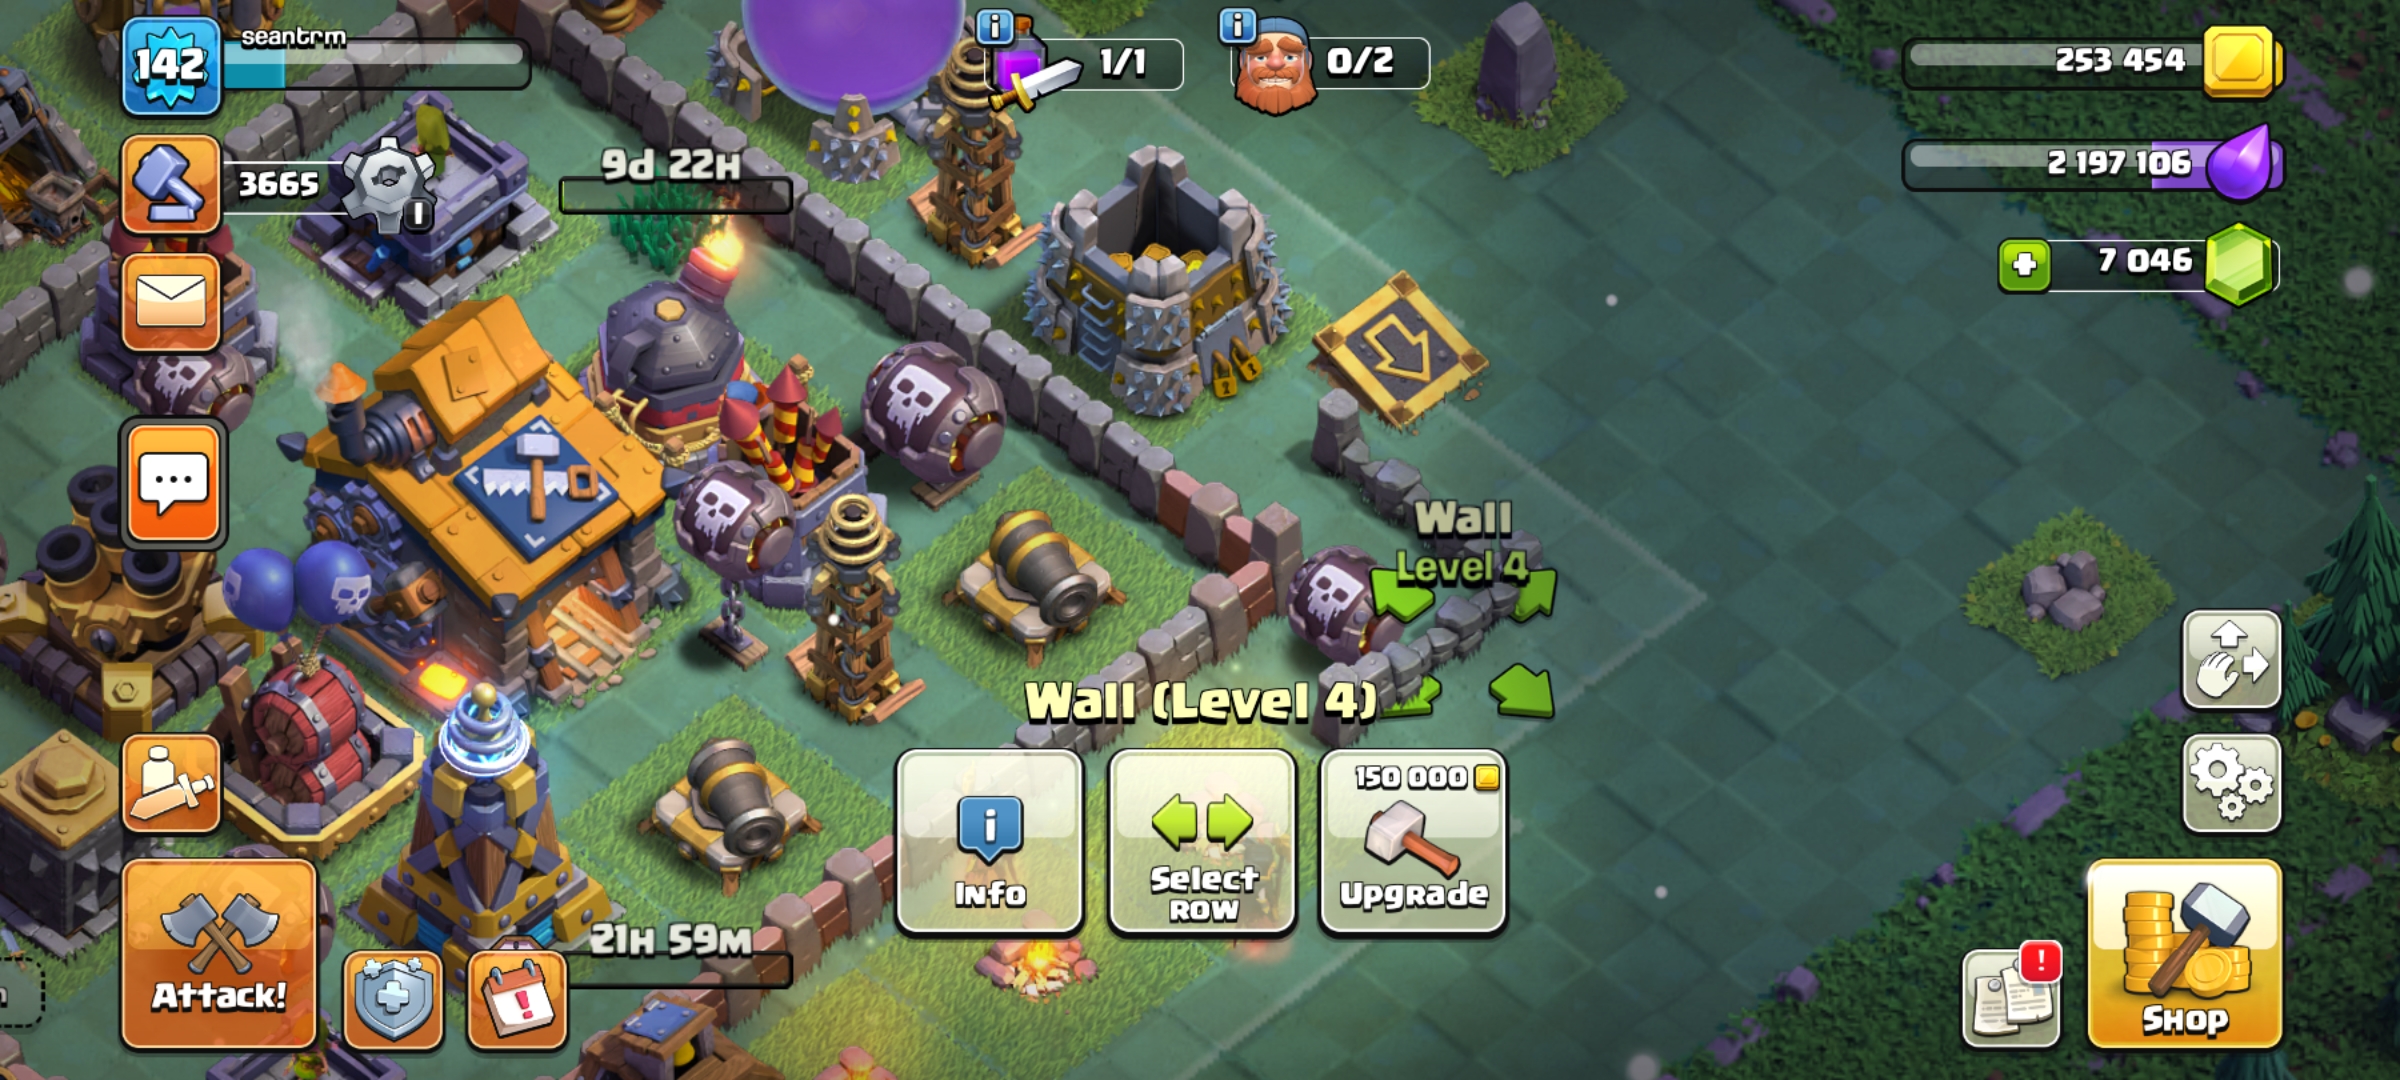 142
seantrm
1/1
0/2
253 454
3665
I
9d 22H
2 197 106
7 046
Wall
Level 4
Wall (Level 4)
150 000
Info
Select
Row
Upgrade
21H 59M
Attack!
Shop